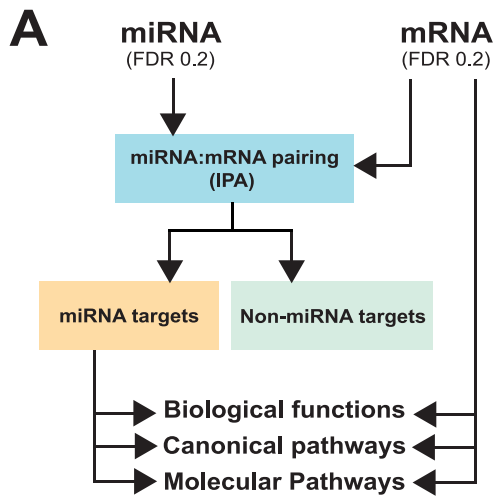 A
miRNA
(FDR 0.2)
mRNA
(FDR 0.2)
miRNA:mRNA pairing
(IPA)
miRNA targets
Non-miRNA targets
Biological functions
Canonical pathways
Molecular Pathways